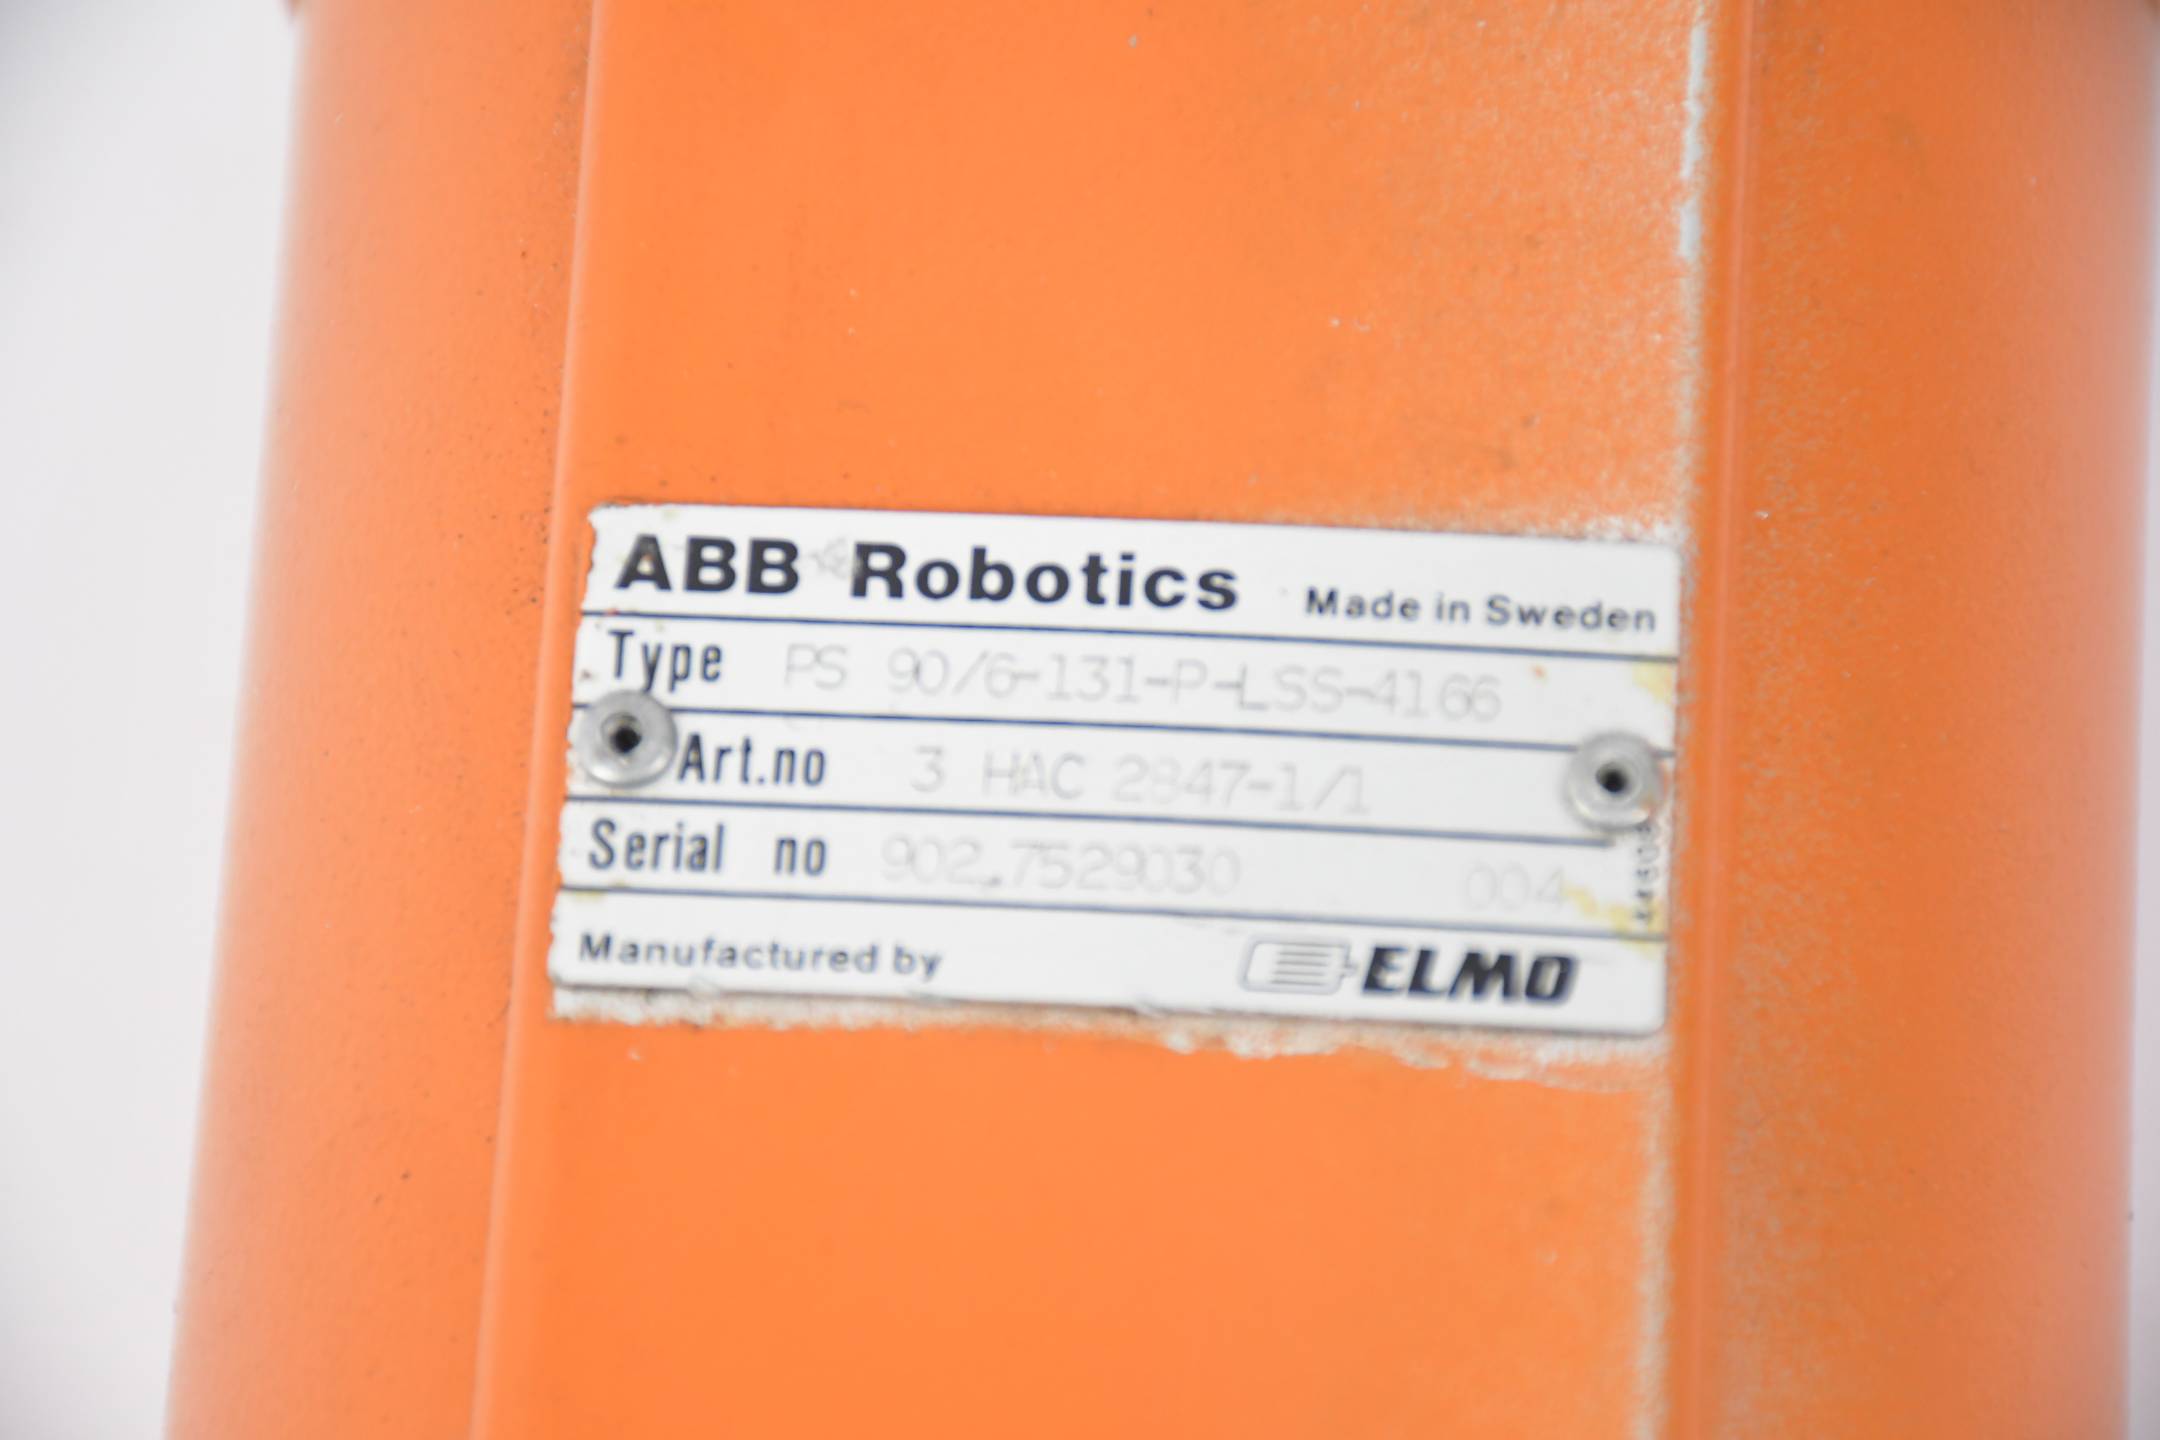 ABB Robotics Made in Sweden
Type PS 90/6-131-P-LSS-4166
Art.no 3 HAC 2847-1/1
Serial no 902.7529030 004
Manufactured by ELMO